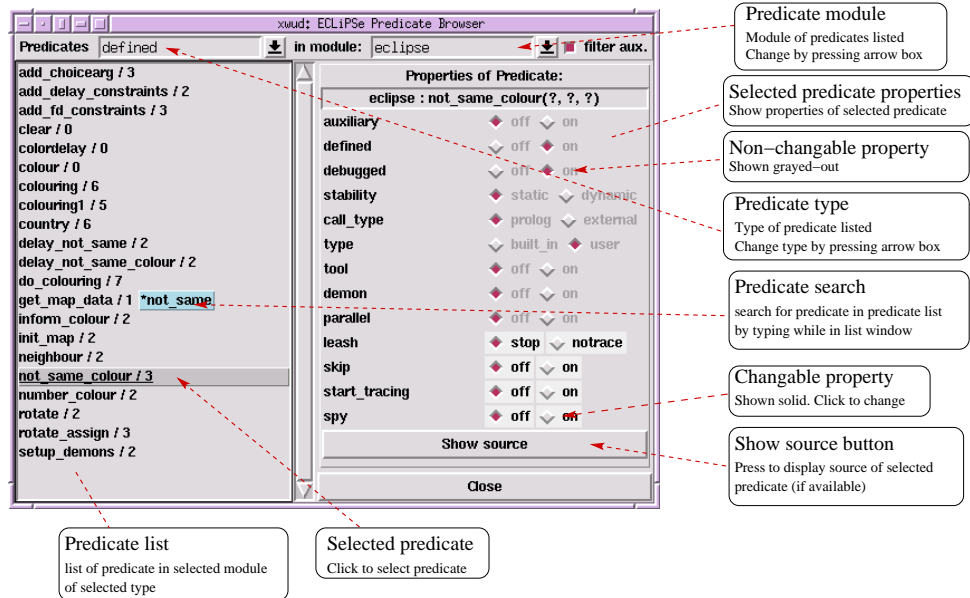 xwud: ECLiPSe Predicate Browser
Predicates defined in module: eclipse filter aux.
add_choicearg / 3
add_delay_constraints / 2
add_fd_constraints / 3
clear / 0
colordelay / 0
colour / 0
colouring / 6
colouring1 / 5
country / 6
delay_not_same / 2
delay_not_same_colour / 2
do_colouring / 7
get_map_data / 1 *not_same
inform_colour / 2
init_map / 2
neighbour / 2
not_same_colour / 3
number_colour / 2
rotate / 2
rotate_assign / 3
setup_demons / 2
Properties of Predicate:
eclipse : not_same_colour(?, ?, ?)
auxiliary off on
defined off on
debugged off on
stability static dynamic
call_type prolog external
type built_in user
tool off on
demon off on
parallel off on
leash stop notrace
skip off on
start_tracing off on
spy off on
Show source
Close
Predicate module
Module of predicates listed
Change by pressing arrow box
Selected predicate properties
Show properties of selected predicate
Non−changable property
Shown grayed−out
Predicate type
Type of predicate listed
Change type by pressing arrow box
Predicate search
search for predicate in predicate list
by typing while in list window
Changable property
Shown solid. Click to change
Show source button
Press to display source of selected
predicate (if available)
Predicate list
list of predicate in selected module
of selected type
Selected predicate
Click to select predicate